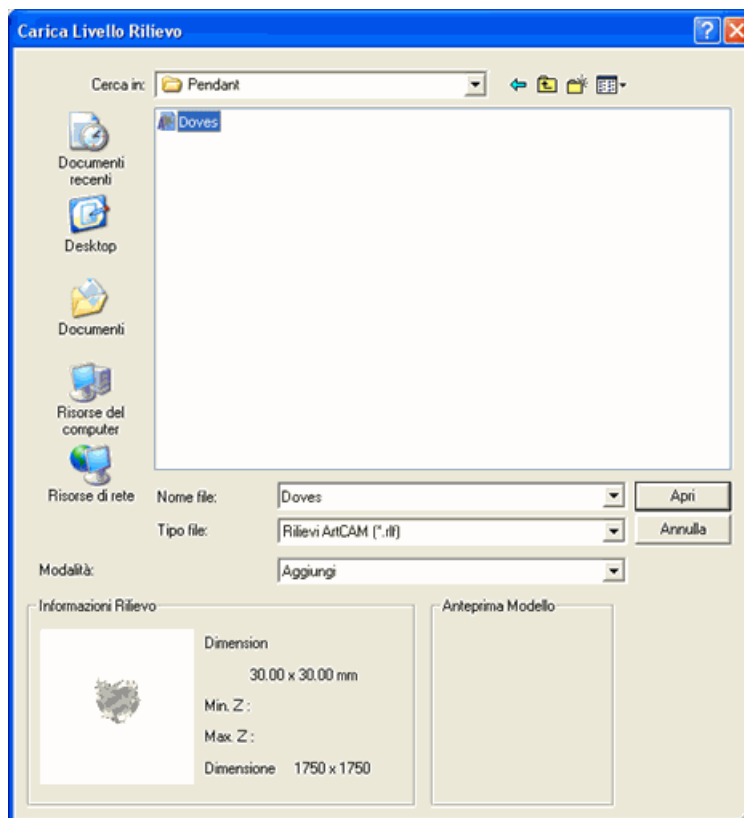 Carica Livello Rilievo
Cerca in: Pendant
Doves
Documenti
recenti
Desktop
Documenti
Risorse del
computer
Risorse di rete
Nome file: Doves Apri
Tipo file: Rilievi ArtCAM (*.rlf) Annulla
Modalità: Aggiungi
Informazioni Rilievo Anteprima Modello
Dimension
30.00 x 30.00 mm
Min. Z :
Max. Z :
Dimensione 1750 x 1750